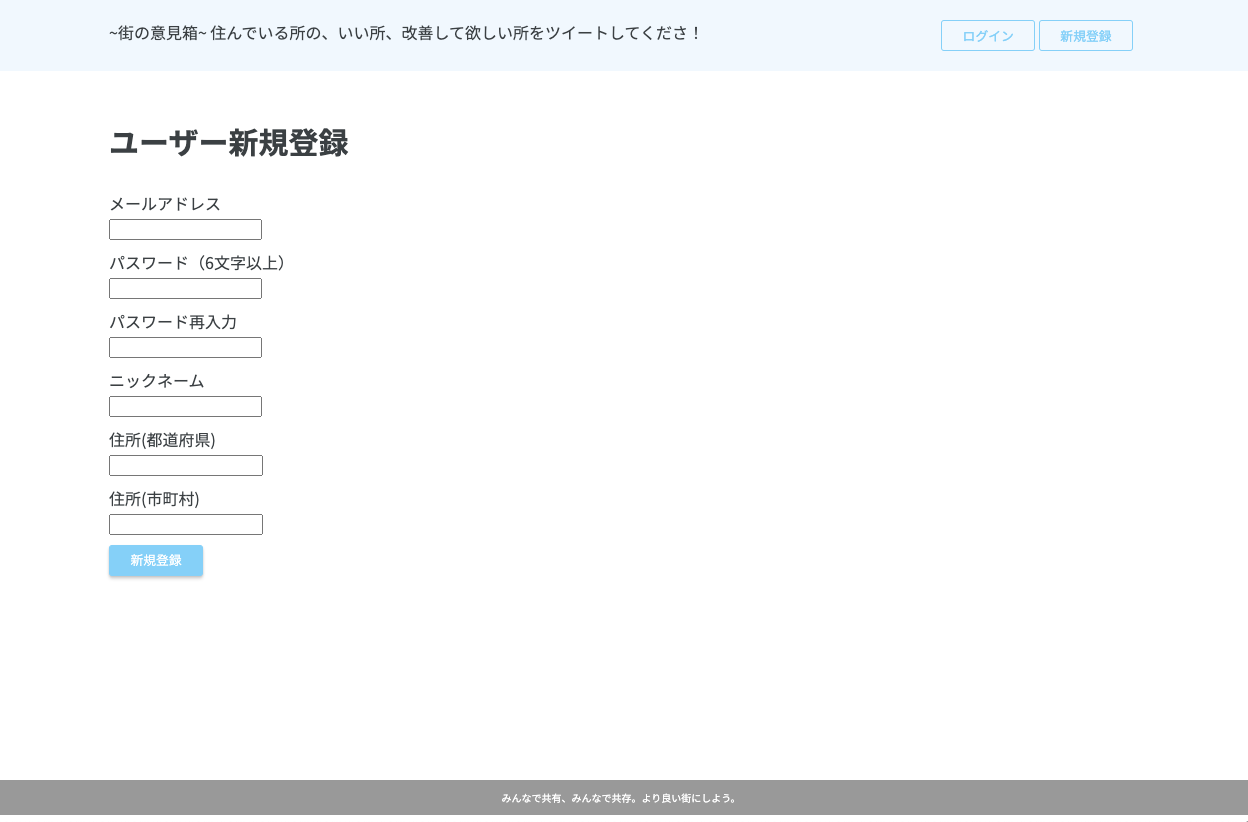 ~街の意見箱~ 住んでいる所の、いい所、改善して欲しい所をツイートしてくださ！
ログイン
新規登録
ユーザー新規登録
メールアドレス
パスワード（6文字以上）
パスワード再入力
ニックネーム
住所(都道府県)
住所(市町村)
新規登録
みんなで共有、みんなで共存。より良い街にしよう。